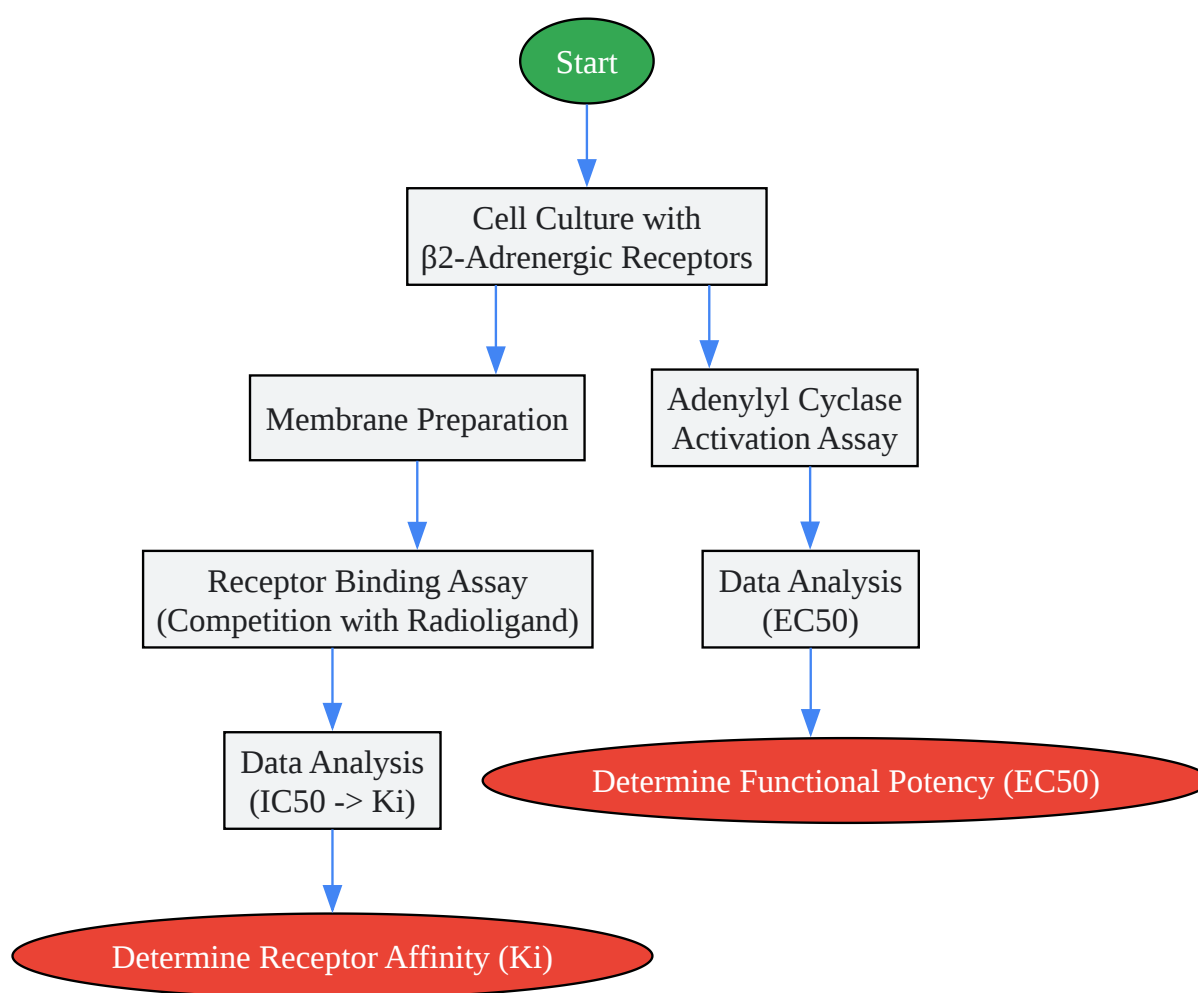 Start
Cell Culture with
β2-Adrenergic Receptors
Membrane Preparation
Adenylyl Cyclase
Activation Assay
Receptor Binding Assay
(Competition with Radioligand)
Data Analysis
(EC50)
Data Analysis
(IC50 -> Ki)
Determine Functional Potency (EC50)
Determine Receptor Affinity (Ki)